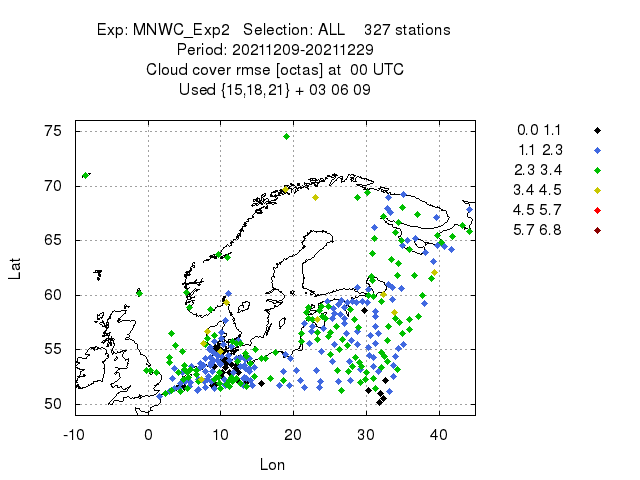 Exp: MNWC_Exp2 Selection: ALL 327 stations
Period: 20211209-20211229
Cloud cover rmse [octas] at 00 UTC
Used {15,18,21} + 03 06 09
75
70
65
60
55
50
-10 0 10 20 30 40
Lat
Lon
0.0 1.1
1.1 2.3
2.3 3.4
3.4 4.5
4.5 5.7
5.7 6.8